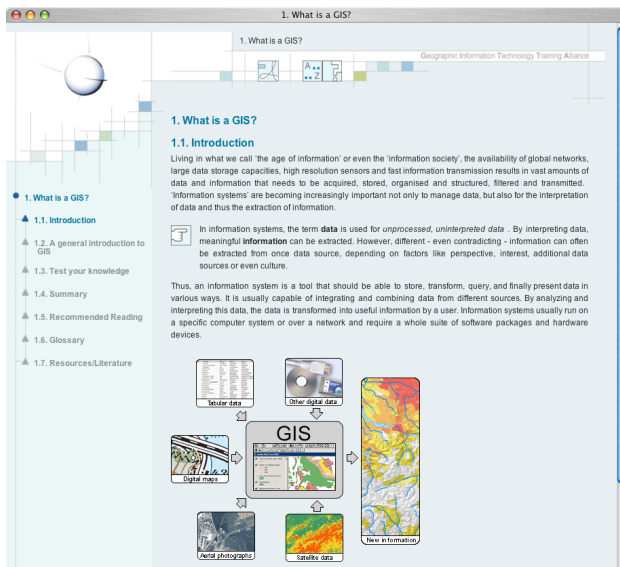 1. What is a GIS?
1. What is a GIS?
Geographic Information Technology Training Alliance
A
Z
1. What is a GIS?
1.1. Introduction
1.2. A general introduction to
GIS
1.3. Test your knowledge
1.4. Summary
1.5. Recommended Reading
1.6. Glossary
1.7. Resources/Literature
1. What is a GIS?
1.1. Introduction
Living in what we call 'the age of information' or even the 'information society', the availability of global networks,
large data storage capacities, high resolution sensors and fast information transmission results in vast amounts of
data and information that needs to be acquired, stored, organised and structured, filtered and transmitted.
'Information systems' are becoming increasingly important not only to manage data, but also for the interpretation
of data and thus the extraction of information.
In information systems, the term data is used for unprocessed, uninterpreted data . By interpreting data,
meaningful information can be extracted. However, different - even contradicting - information can often
be extracted from once data source, depending on factors like perspective, interest, additional data
sources or even culture.
Thus, an information system is a tool that should be able to store, transform, query, and finally present data in
various ways. It is usually capable of integrating and combining data from different sources. By analyzing and
interpreting this data, the data is transformed into useful information by a user. Information systems usually run on
a specific computer system or over a network and require a whole suite of software packages and hardware
devices.
Tabular data
Other digital data
GIS
Digital maps
Aerial photographs
Satellite data
New information